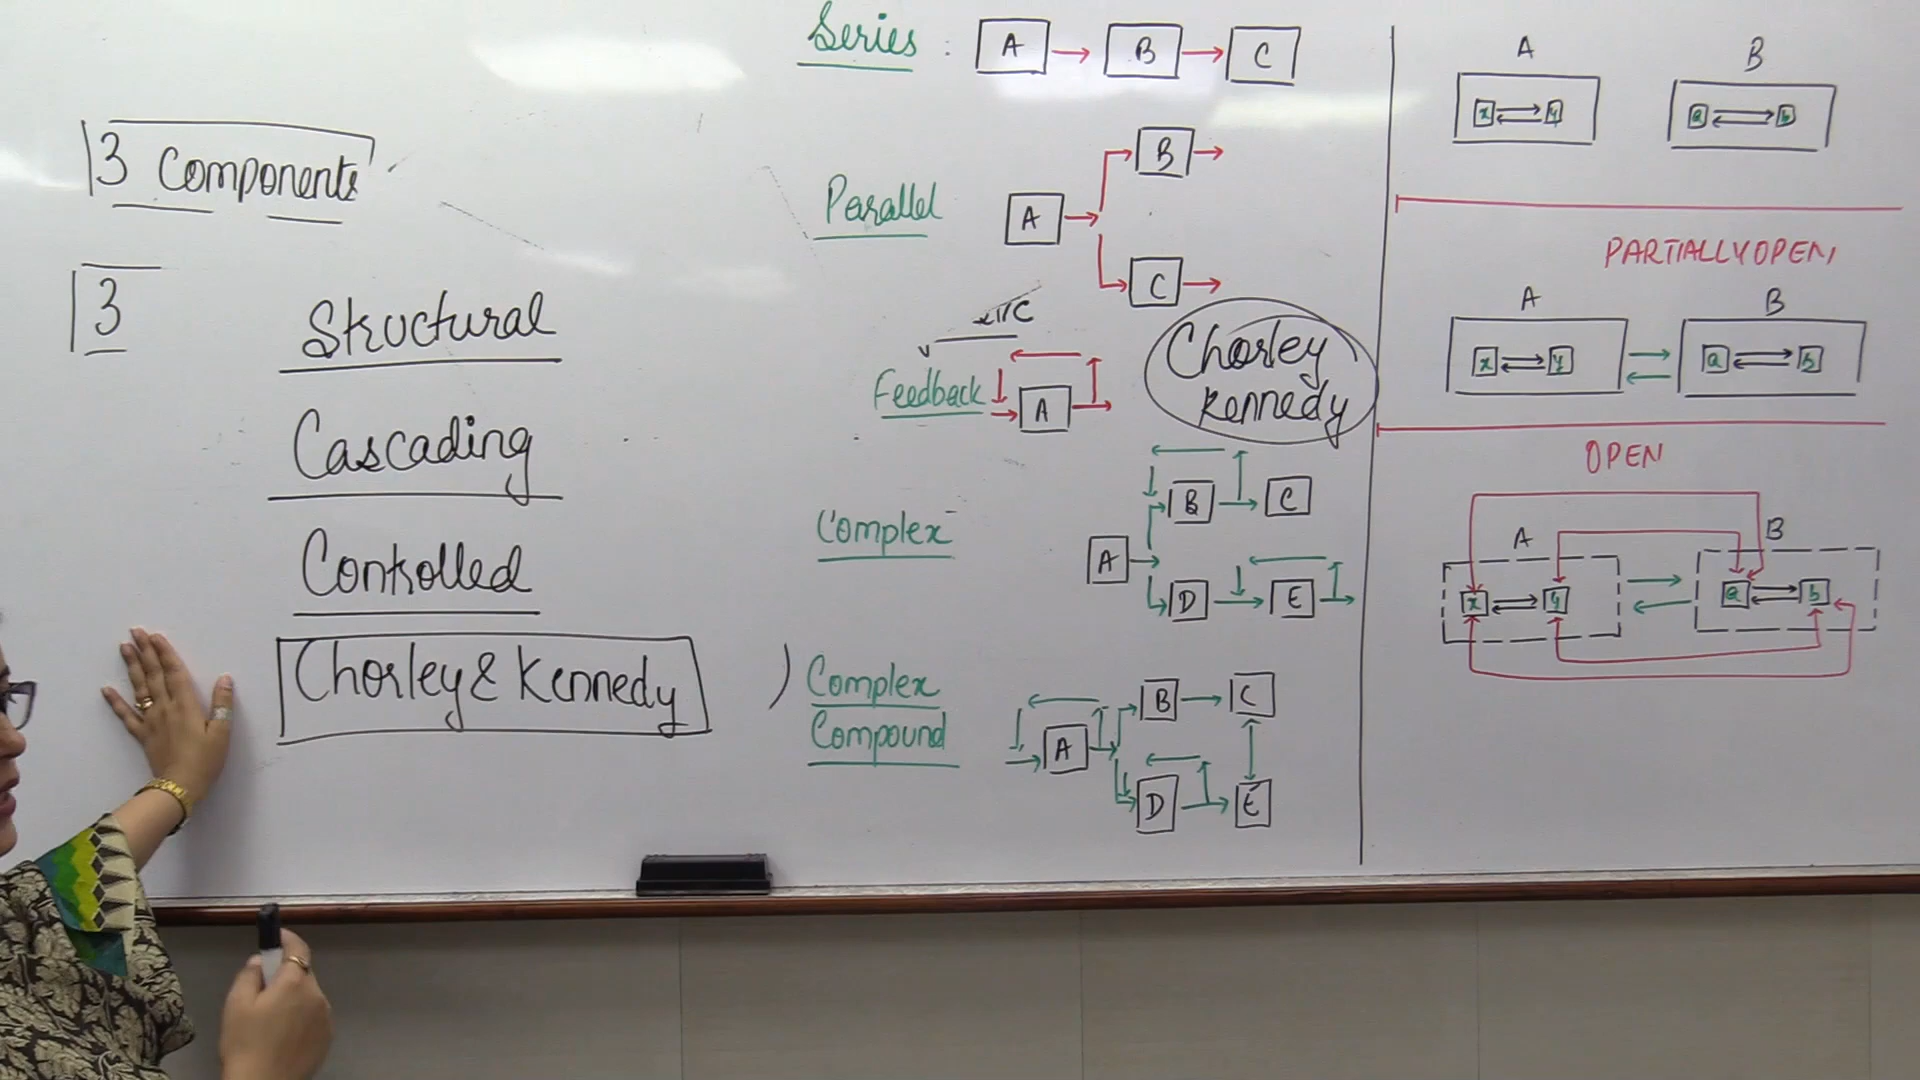 3 Components
3
Structural
Cascading
Controlled
Chorley & Kennedy
Series : A B C
Parallel A B C
Feedback A
Chorley
Kennedy
Complex A B C D E
Complex
Compound A B C D E
A B
x y a b
PARTIALLY OPEN
A B
x y a b
OPEN
A B
x y a b